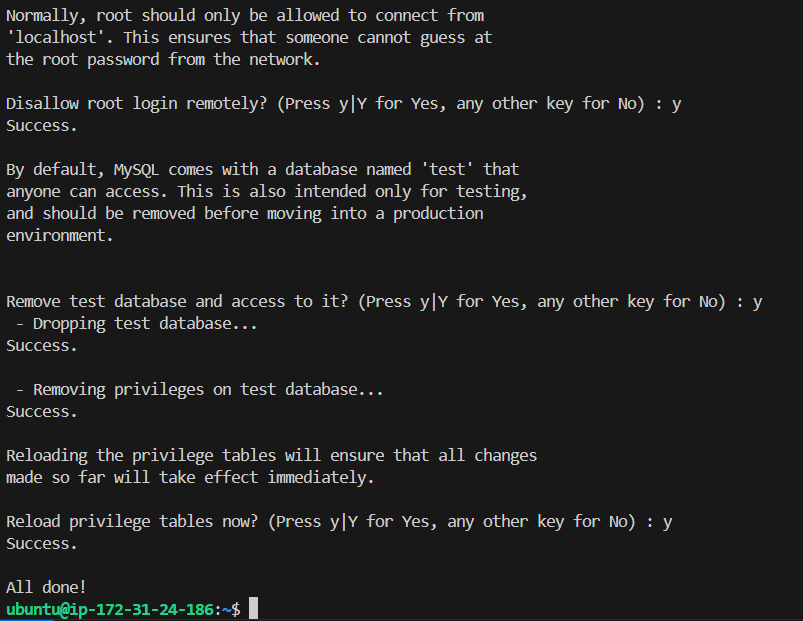 Normally, root should only be allowed to connect from
'localhost'. This ensures that someone cannot guess at
the root password from the network.
Disallow root login remotely? (Press y|Y for Yes, any other key for No) : y
Success.
By default, MySQL comes with a database named 'test' that
anyone can access. This is also intended only for testing,
and should be removed before moving into a production
environment.
Remove test database and access to it? (Press y|Y for Yes, any other key for No) : y
 - Dropping test database...
Success.
 - Removing privileges on test database...
Success.
Reloading the privilege tables will ensure that all changes
made so far will take effect immediately.
Reload privilege tables now? (Press y|Y for Yes, any other key for No) : y
Success.
All done!
ubuntu@ip-172-31-24-186:~$